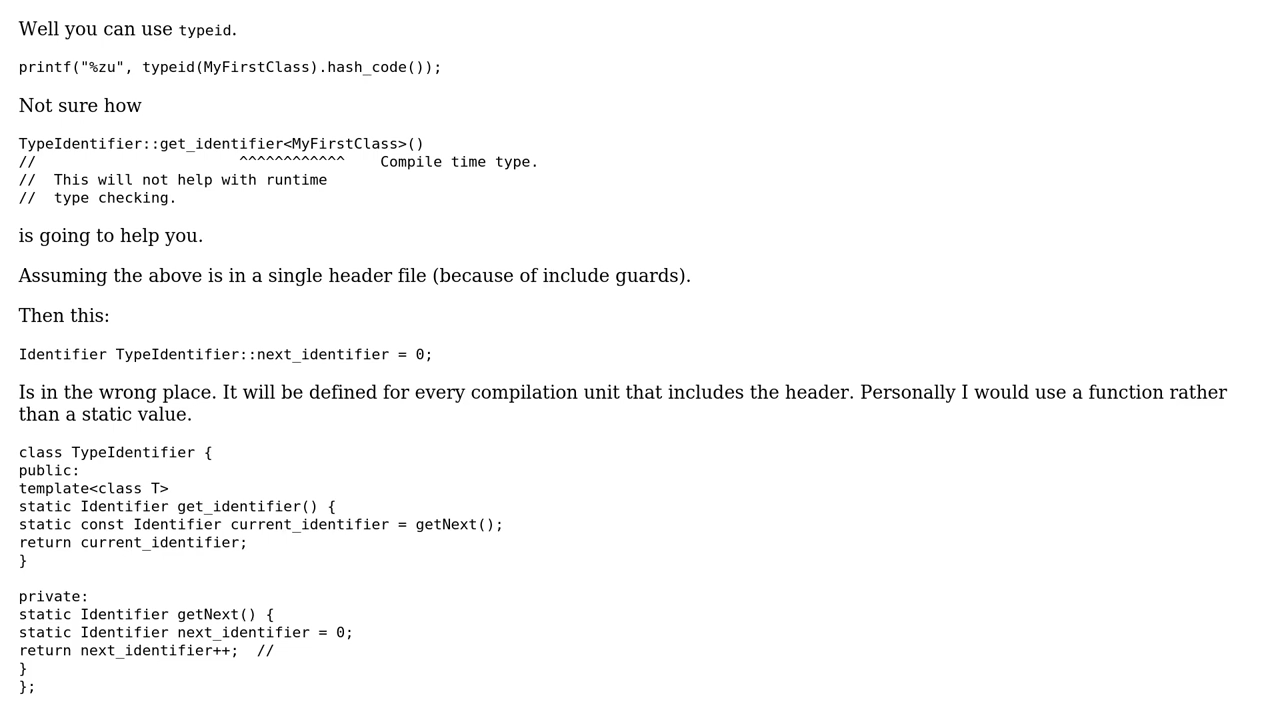 Well you can use typeid.
printf("%zu", typeid(MyFirstClass).hash_code());
Not sure how
TypeIdentifier::get_identifier<MyFirstClass>()
//                       ^^^^^^^^^^^^    Compile time type.
//  This will not help with runtime
//  type checking.
is going to help you.
Assuming the above is in a single header file (because of include guards).
Then this:
Identifier TypeIdentifier::next_identifier = 0;
Is in the wrong place. It will be defined for every compilation unit that includes the header. Personally I would use a function rather
than a static value.
class TypeIdentifier {
public:
template<class T>
static Identifier get_identifier() {
static const Identifier current_identifier = getNext();
return current_identifier;
}
private:
static Identifier getNext() {
static Identifier next_identifier = 0;
return next_identifier++;  //
}
};